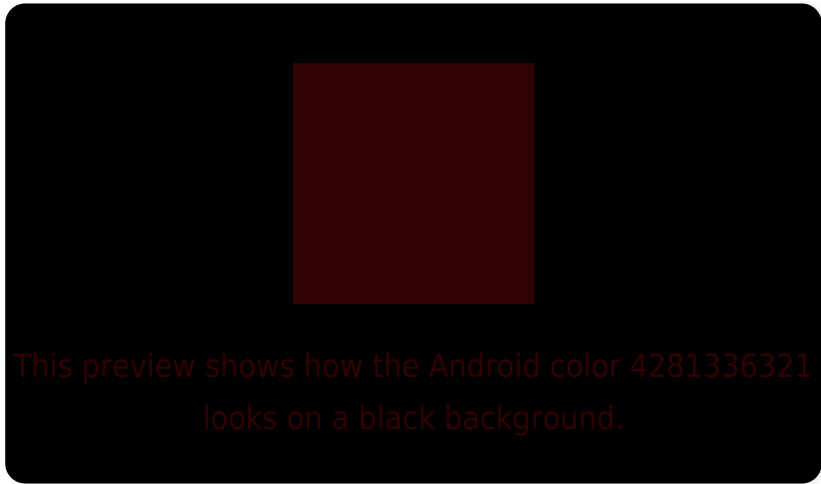 This preview shows how the Android color 4281336321
looks on a black background.